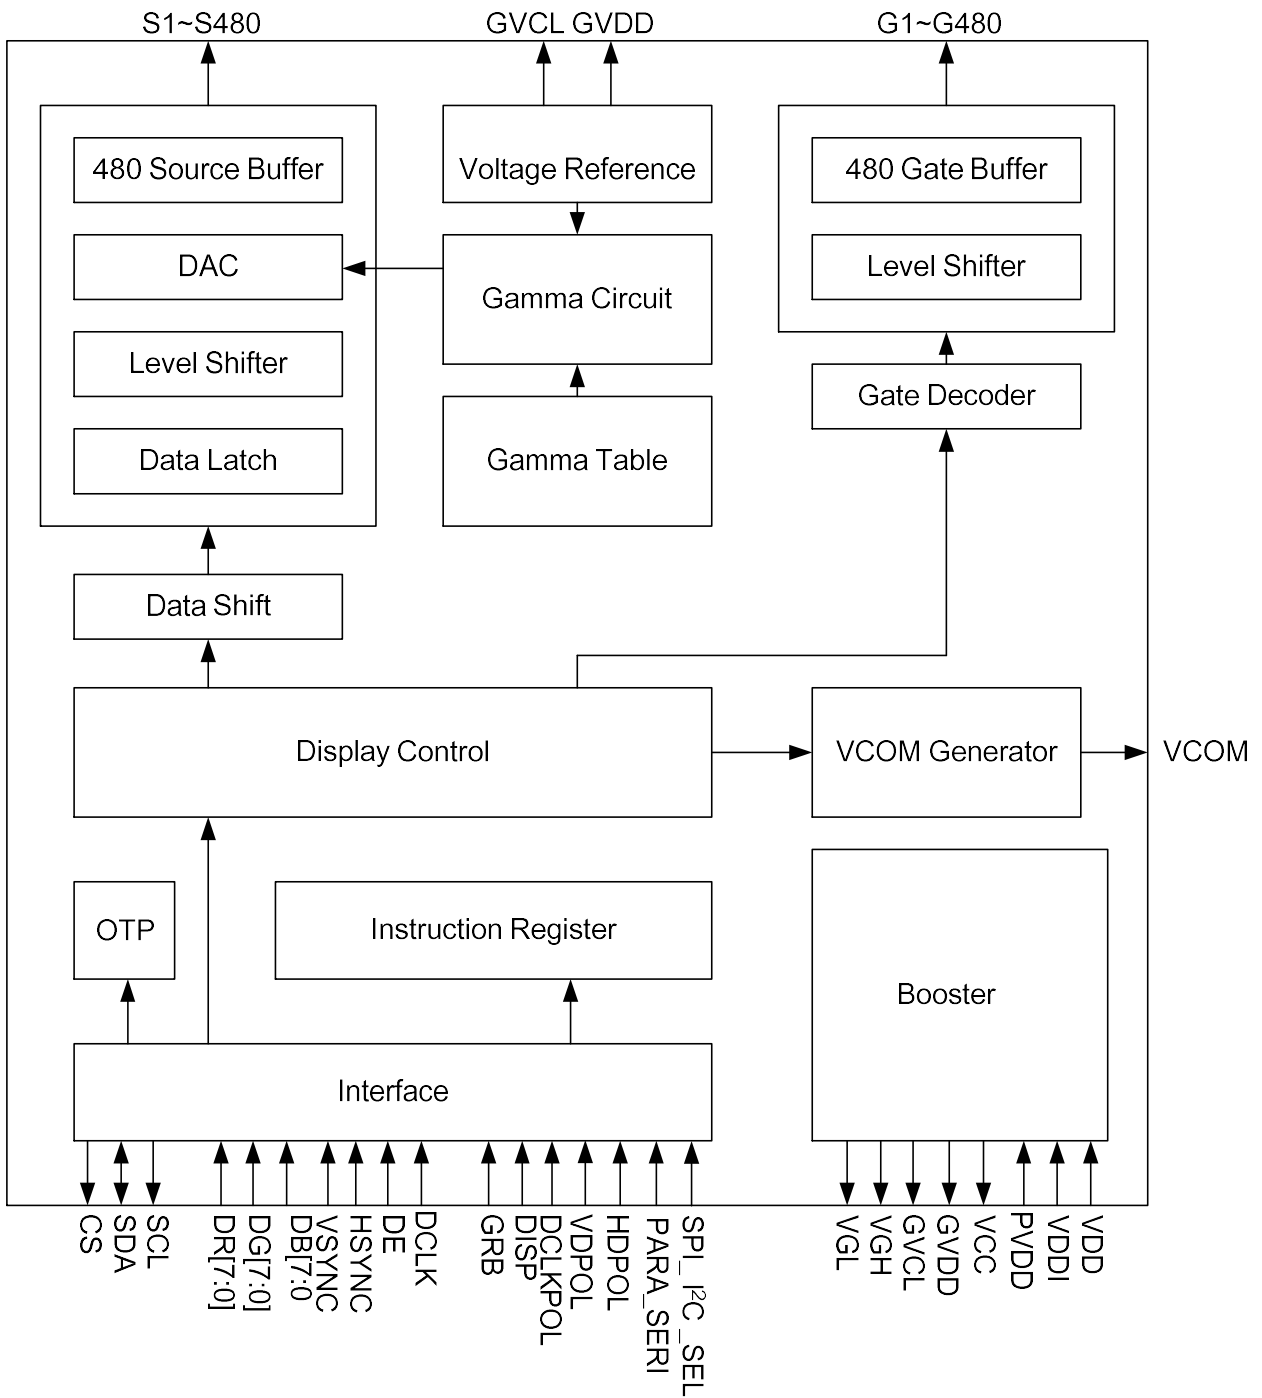 S1~S480
GVCL GVDD
G1~G480
480 Source Buffer
Voltage Reference
480 Gate Buffer
DAC
Gamma Circuit
Level Shifter
Level Shifter
Gate Decoder
Data Latch
Gamma Table
Data Shift
Display Control
VCOM Generator
VCOM
OTP
Instruction Register
Booster
Interface
CS
SDA
SCL
DR[7:0]
DG[7:0]
DB[7:0
VSYNC
HSYNC
DE
DCLK
GRB
DISP
DCLKPOL
VDPOL
HDPOL
PARA_SERI
SPI_I²C_SEL
VGL
VGH
GVCL
GVDD
VCC
PVDD
VDDI
VDD